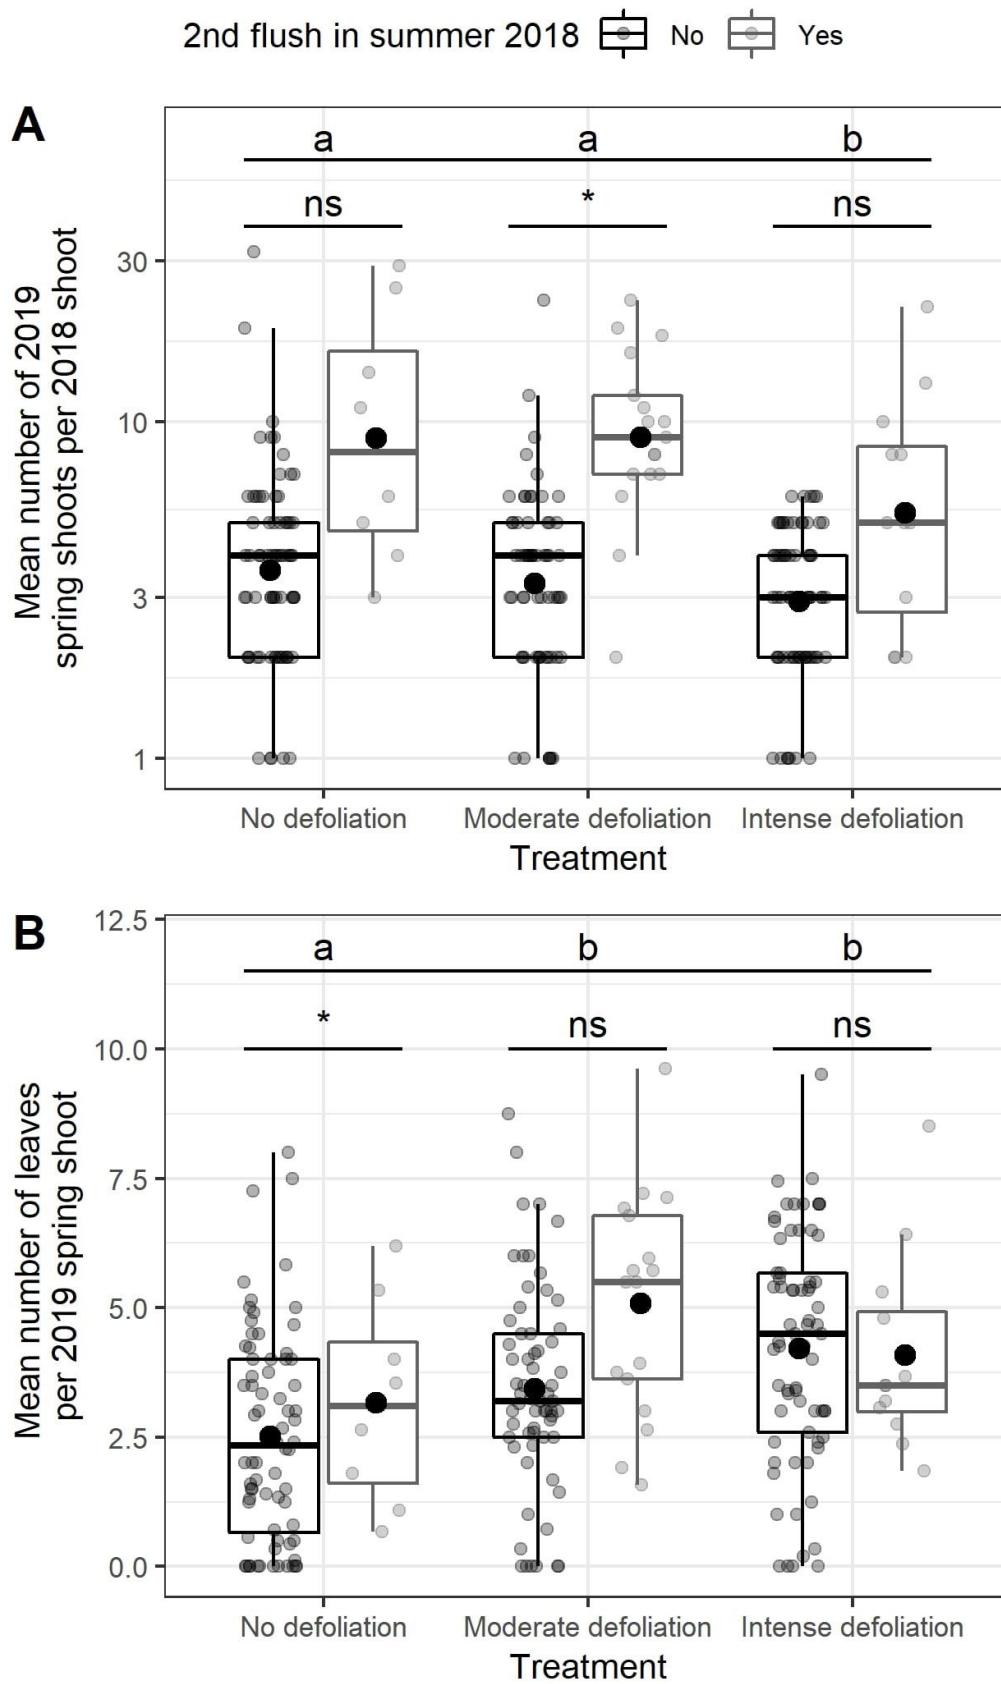 2nd flush in summer 2018 No Yes
A
a a b
ns * ns
Mean number of 2019
spring shoots per 2018 shoot
30
10
3
1
No defoliation Moderate defoliation Intense defoliation
Treatment
B
a b b
* ns ns
Mean number of leaves
per 2019 spring shoot
12.5
10.0
7.5
5.0
2.5
0.0
No defoliation Moderate defoliation Intense defoliation
Treatment